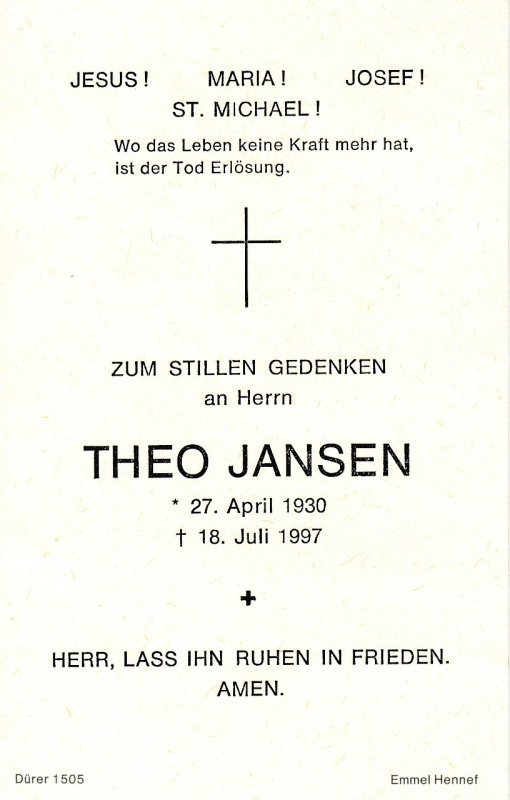 JESUS! MARIA! JOSEF!
ST. MICHAEL!
Wo das Leben keine Kraft mehr hat,
ist der Tod Erlösung.
ZUM STILLEN GEDENKEN
an Herrn
THEO JANSEN
* 27. April 1930
† 18. Juli 1997
HERR, LASS IHN RUHEN IN FRIEDEN.
AMEN.
Dürer 1505 Emmel Hennef